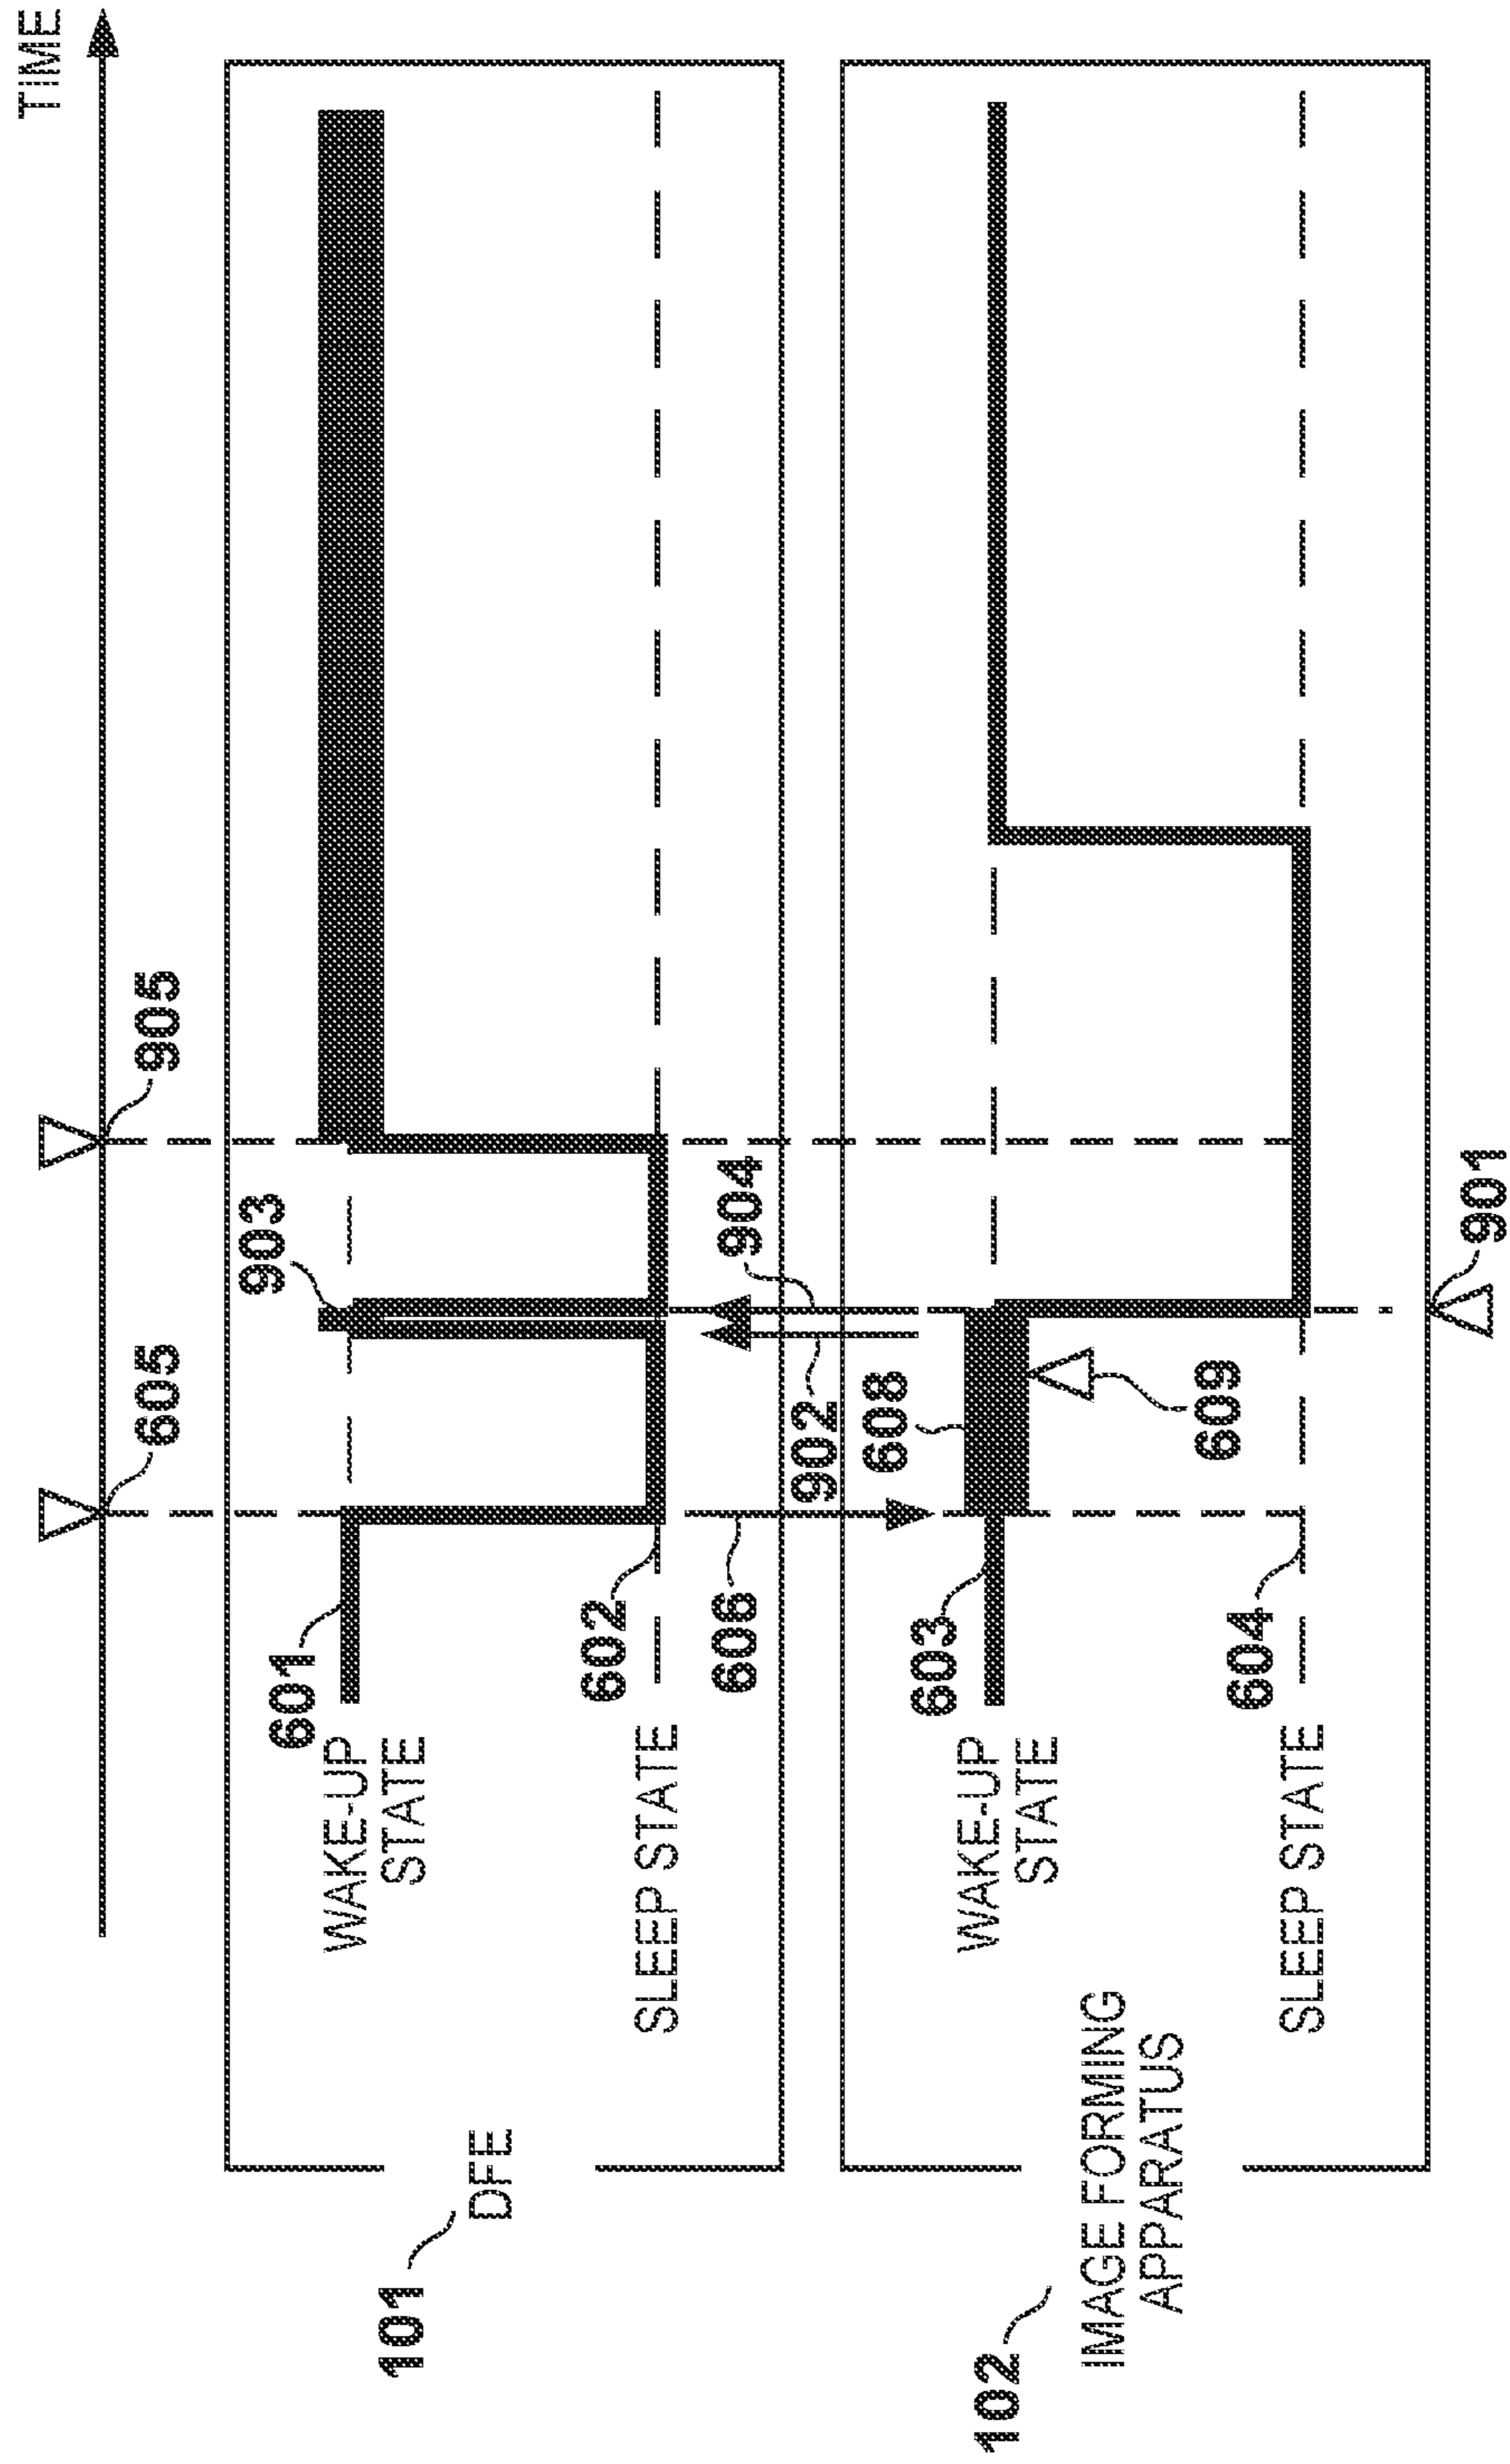 TIME
605
905
101
DFE
601
903
WAKE-UP
STATE
602
SLEEP STATE
606
902
904
102
IMAGE FORMING
APPARATUS
603
608
WAKE-UP
STATE
609
604
SLEEP STATE
901